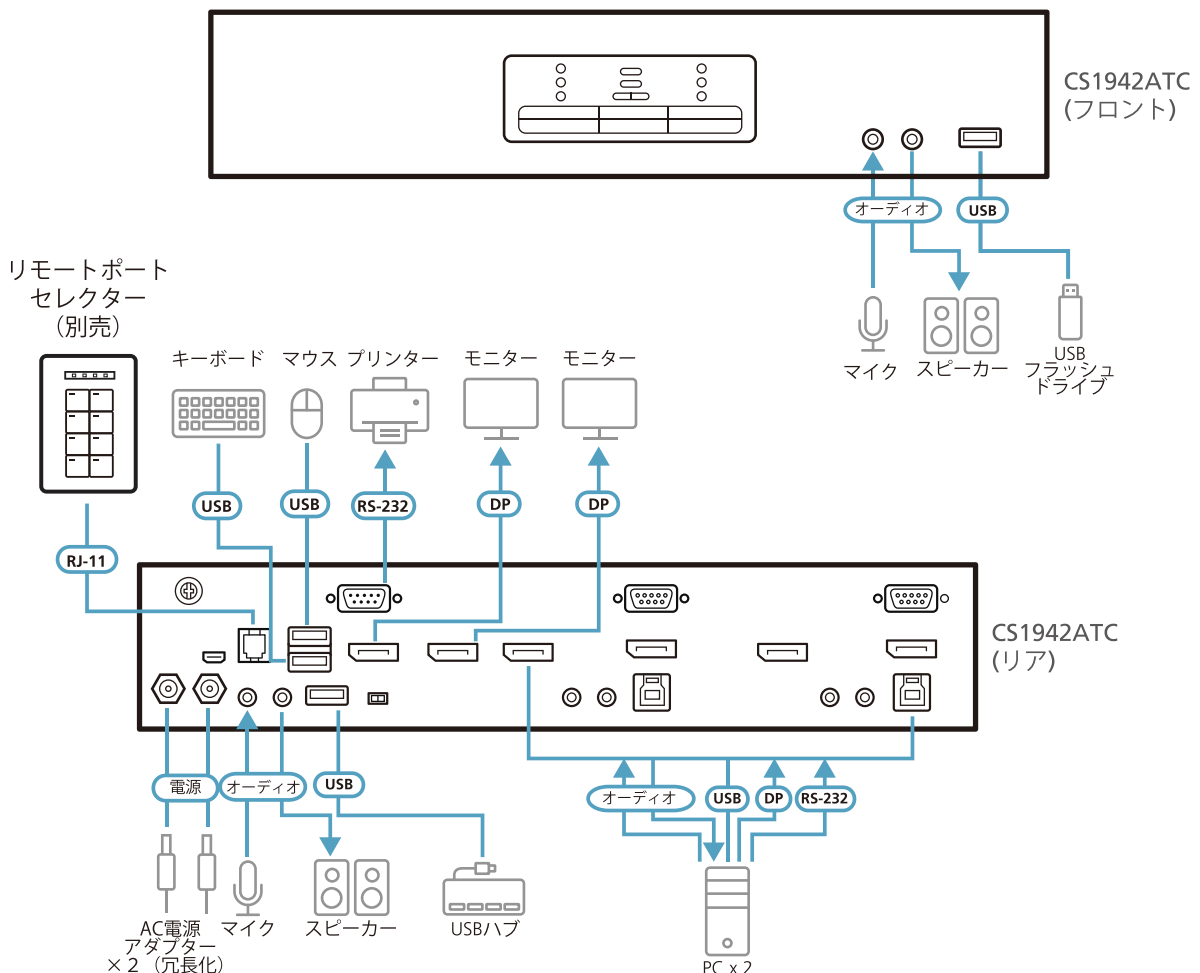 CS1942ATC
(フロント)
オーディオ
USB
マイク
スピーカー
USB
フラッシュ
ドライブ
リモートポート
セレクター
(別売)
キーボード
マウス
プリンター
モニター
モニター
USB
USB
RS-232
DP
DP
RJ-11
CS1942ATC
(リア)
電源
オーディオ
USB
オーディオ
USB
DP
RS-232
AC電源
アダプター
×2(冗長化)
マイク
スピーカー
USBハブ
PC x 2